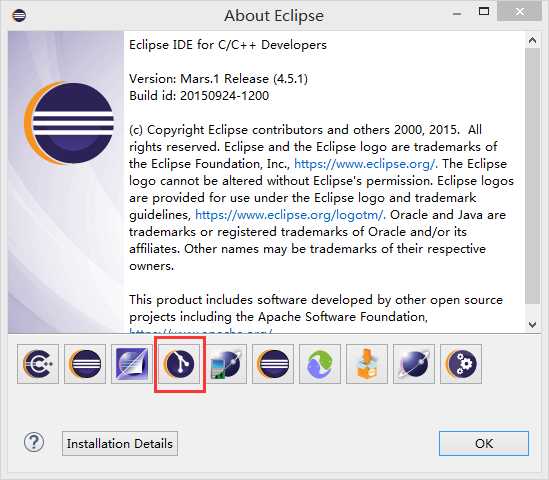 About Eclipse
Eclipse IDE for C/C++ Developers
Version: Mars.1 Release (4.5.1)
Build id: 20150924-1200
(c) Copyright Eclipse contributors and others 2000, 2015.  All
rights reserved. Eclipse and the Eclipse logo are trademarks of
the Eclipse Foundation, Inc., https://www.eclipse.org/. The Eclipse
logo cannot be altered without Eclipse's permission. Eclipse logos
are provided for use under the Eclipse logo and trademark
guidelines, https://www.eclipse.org/logotm/. Oracle and Java are
trademarks or registered trademarks of Oracle and/or its
affiliates. Other names may be trademarks of their respective
owners.
This product includes software developed by other open source
projects including the Apache Software Foundation,
https://www.apache.org/
C++
?
Installation Details
OK